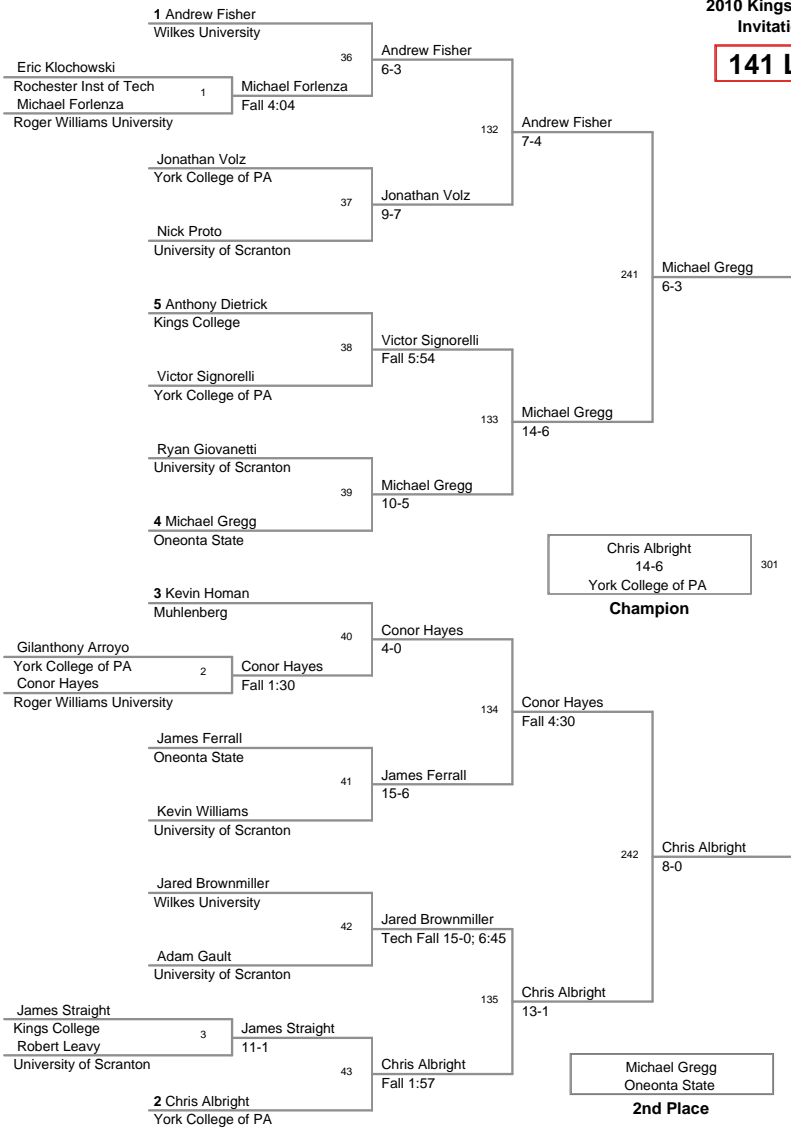 2010 Kings
Invitati
141 L
1 Andrew Fisher
Wilkes University
36
Andrew Fisher
6-3
Eric Klochowski
Rochester Inst of Tech
1
Michael Forlenza
Roger Williams University
Michael Forlenza
Fall 4:04
132
Andrew Fisher
7-4
Jonathan Volz
York College of PA
37
Jonathan Volz
9-7
Nick Proto
University of Scranton
241
Michael Gregg
6-3
5 Anthony Dietrick
Kings College
38
Victor Signorelli
Fall 5:54
Victor Signorelli
York College of PA
133
Michael Gregg
14-6
Ryan Giovanetti
University of Scranton
39
Michael Gregg
10-5
4 Michael Gregg
Oneonta State
Chris Albright
14-6
York College of PA
301
Champion
3 Kevin Homan
Muhlenberg
40
Conor Hayes
4-0
Gilanthony Arroyo
York College of PA
2
Conor Hayes
Roger Williams University
Conor Hayes
Fall 1:30
134
Conor Hayes
Fall 4:30
James Ferrall
Oneonta State
41
James Ferrall
15-6
Kevin Williams
University of Scranton
242
Chris Albright
8-0
Jared Brownmiller
Wilkes University
42
Jared Brownmiller
Tech Fall 15-0; 6:45
Adam Gault
University of Scranton
135
Chris Albright
13-1
James Straight
Kings College
3
Robert Leavy
University of Scranton
James Straight
11-1
43
Chris Albright
Fall 1:57
2 Chris Albright
York College of PA
Michael Gregg
Oneonta State
2nd Place